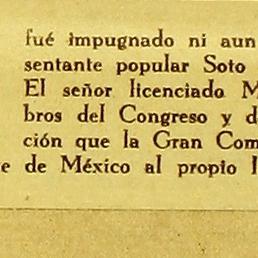 fué impugnado ni aun
sentante popular Soto
El señor licenciado M
bros del Congreso y d
ción que la Gran Com
e de México al propio I